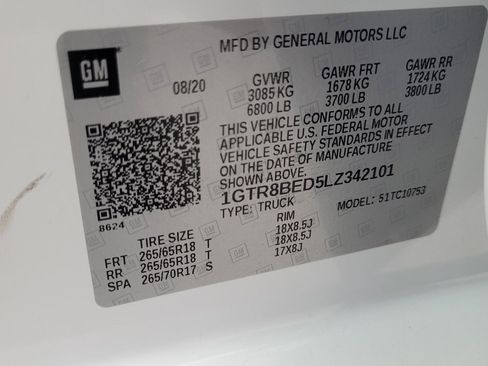 GM
MFD BY GENERAL MOTORS LLC
08/20 GVWR GAWR FRT GAWR RR
3085 KG 1678 KG 1724 KG
6800 LB 3700 LB 3800 LB
THIS VEHICLE CONFORMS TO ALL
APPLICABLE U.S. FEDERAL MOTOR
VEHICLE SAFETY STANDARDS IN EFFECT
ON THE DATE OF MANUFACTURE
SHOWN ABOVE.
1GTR8BED5LZ342101
TYPE: TRUCK MODEL: 51TC10753
8624
TIRE SIZE RIM
FRT 265/65R18 T 18X8.5J
RR 265/65R18 T 18X8.5J
SPA 265/70R17 S 17X8J